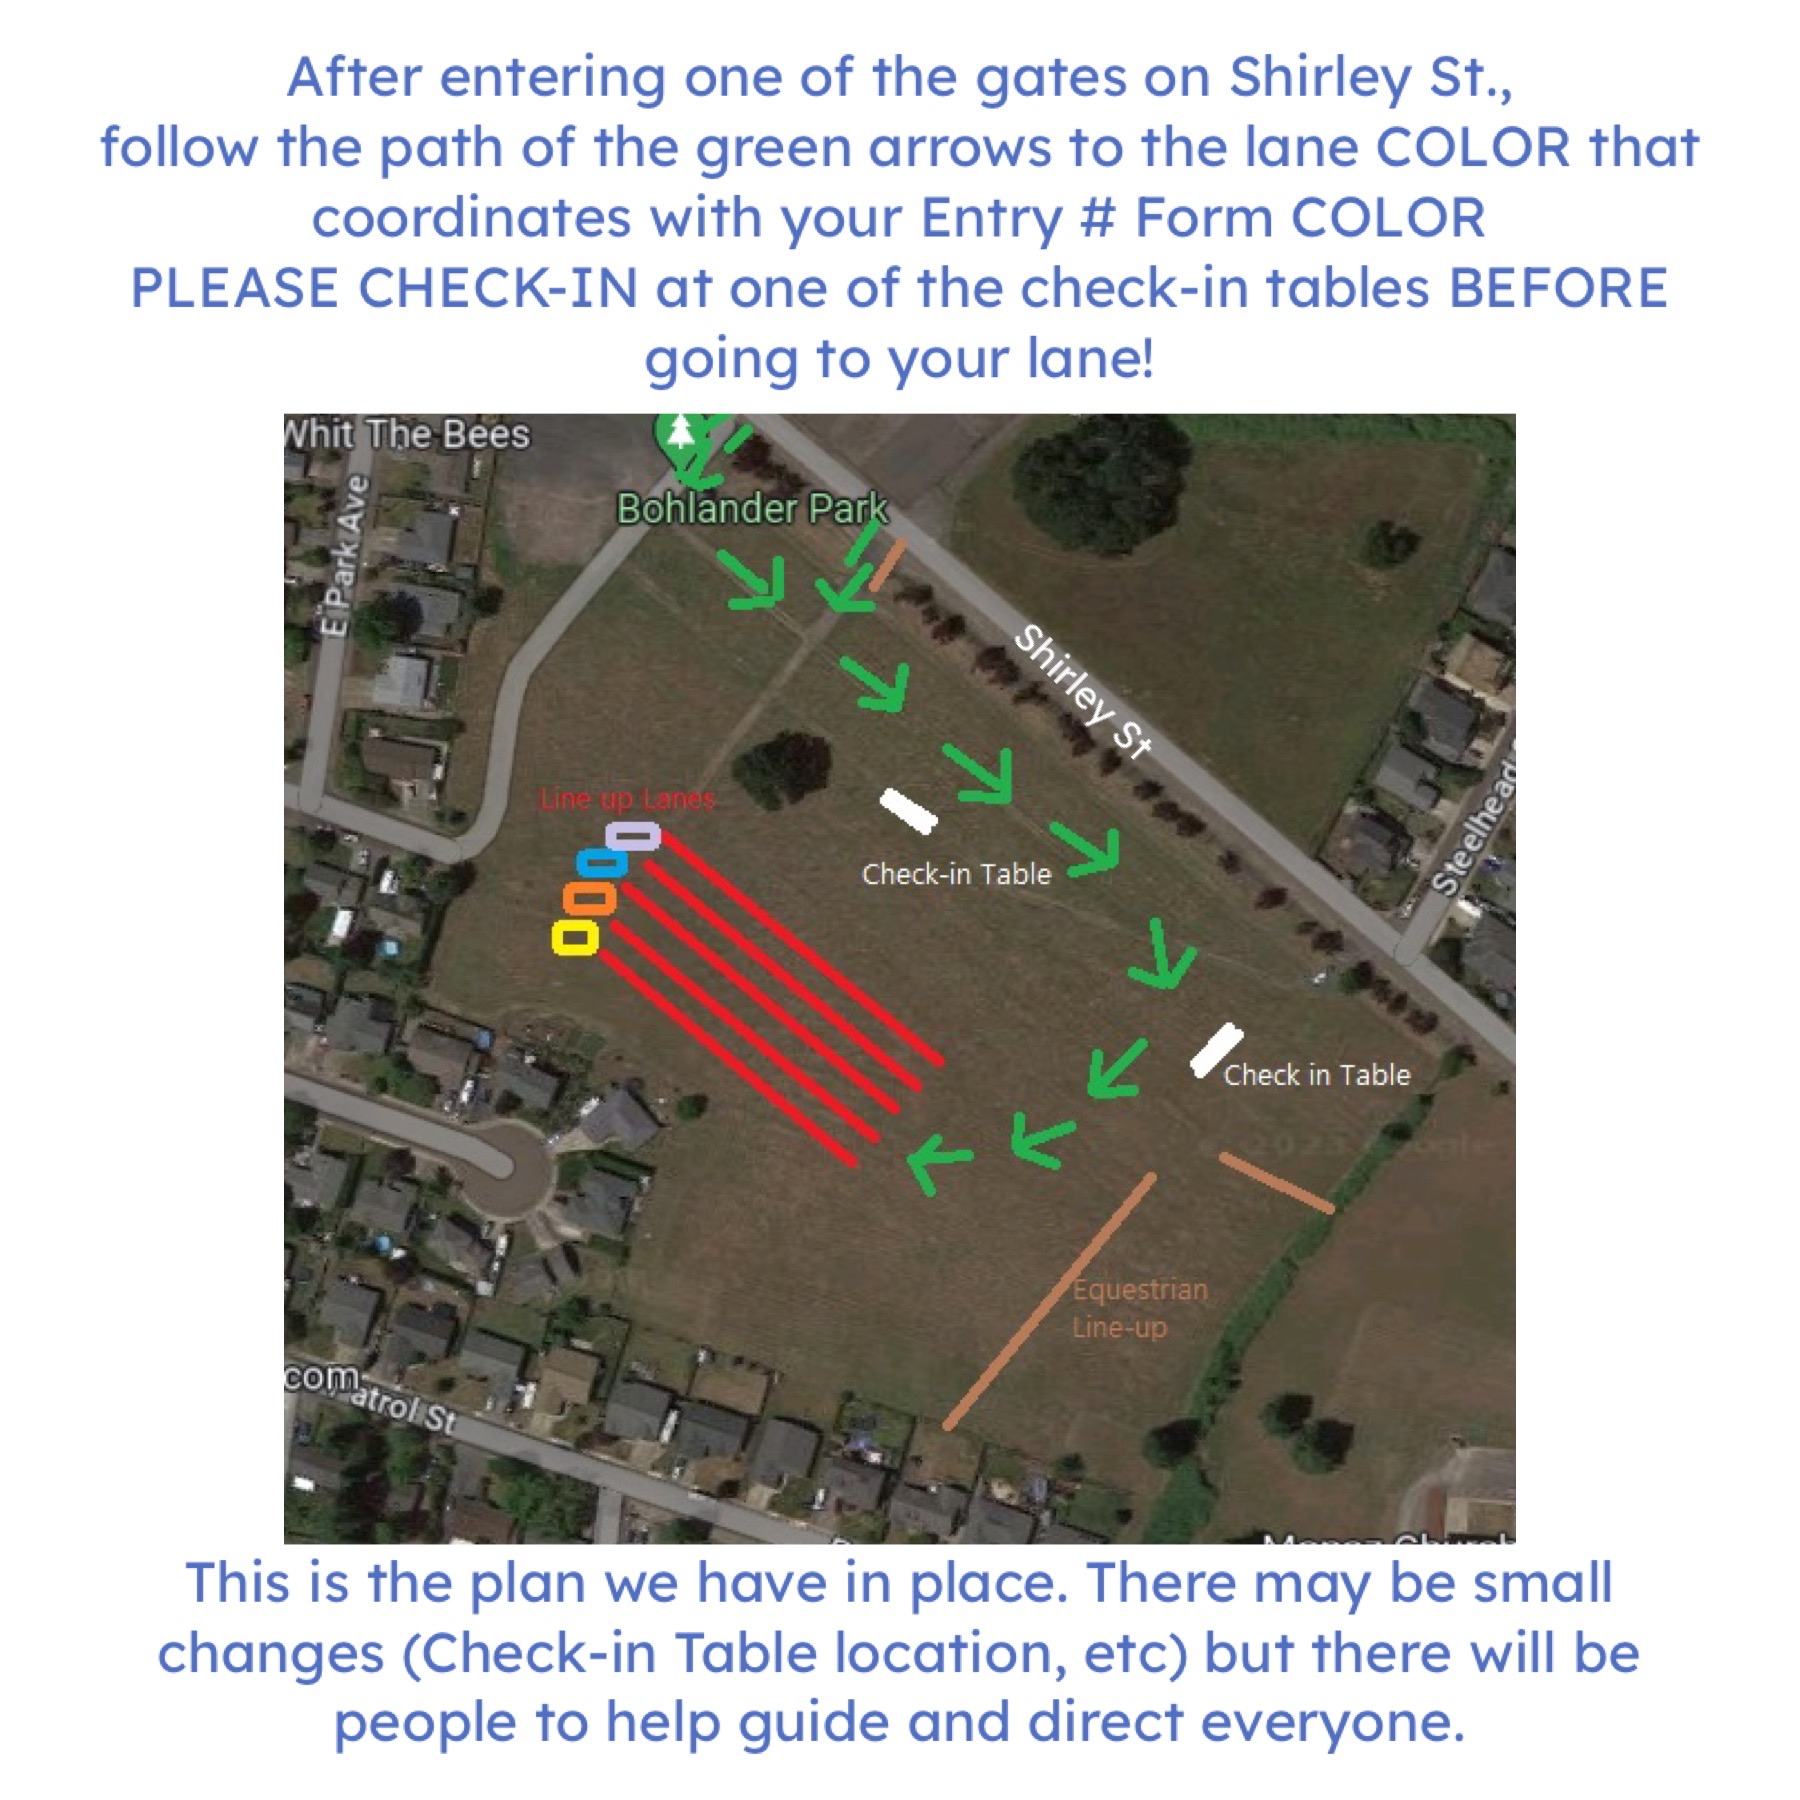 After entering one of the gates on Shirley St.,
follow the path of the green arrows to the lane COLOR that
coordinates with your Entry # Form COLOR
PLEASE CHECK-IN at one of the check-in tables BEFORE
going to your lane!
Whit The Bees
E Park Ave
Bohlander Park
Shirley St
Steelhead
Line up Lanes
Check-in Table
Check in Table
Equestrian
Line-up
com
atrol St
This is the plan we have in place. There may be small
changes (Check-in Table location, etc) but there will be
people to help guide and direct everyone.